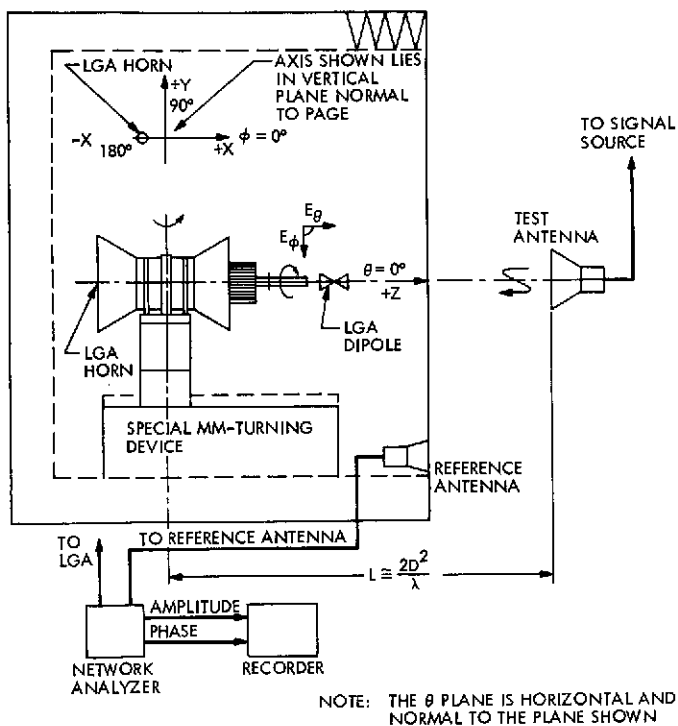 LGA HORN
+Y
90°
AXIS SHOWN LIES
IN VERTICAL
PLANE NORMAL
TO PAGE
-X
180°
+X
ϕ = 0°
TO SIGNAL
SOURCE
TEST
ANTENNA
Eθ
Eϕ
θ = 0°
+Z
LGA
DIPOLE
LGA
HORN
SPECIAL MM-TURNING
DEVICE
REFERENCE
ANTENNA
TO
LGA
TO REFERENCE ANTENNA
L ≅ 2D²/λ
AMPLITUDE
PHASE
NETWORK
ANALYZER
RECORDER
NOTE: THE θ PLANE IS HORIZONTAL AND
NORMAL TO THE PLANE SHOWN